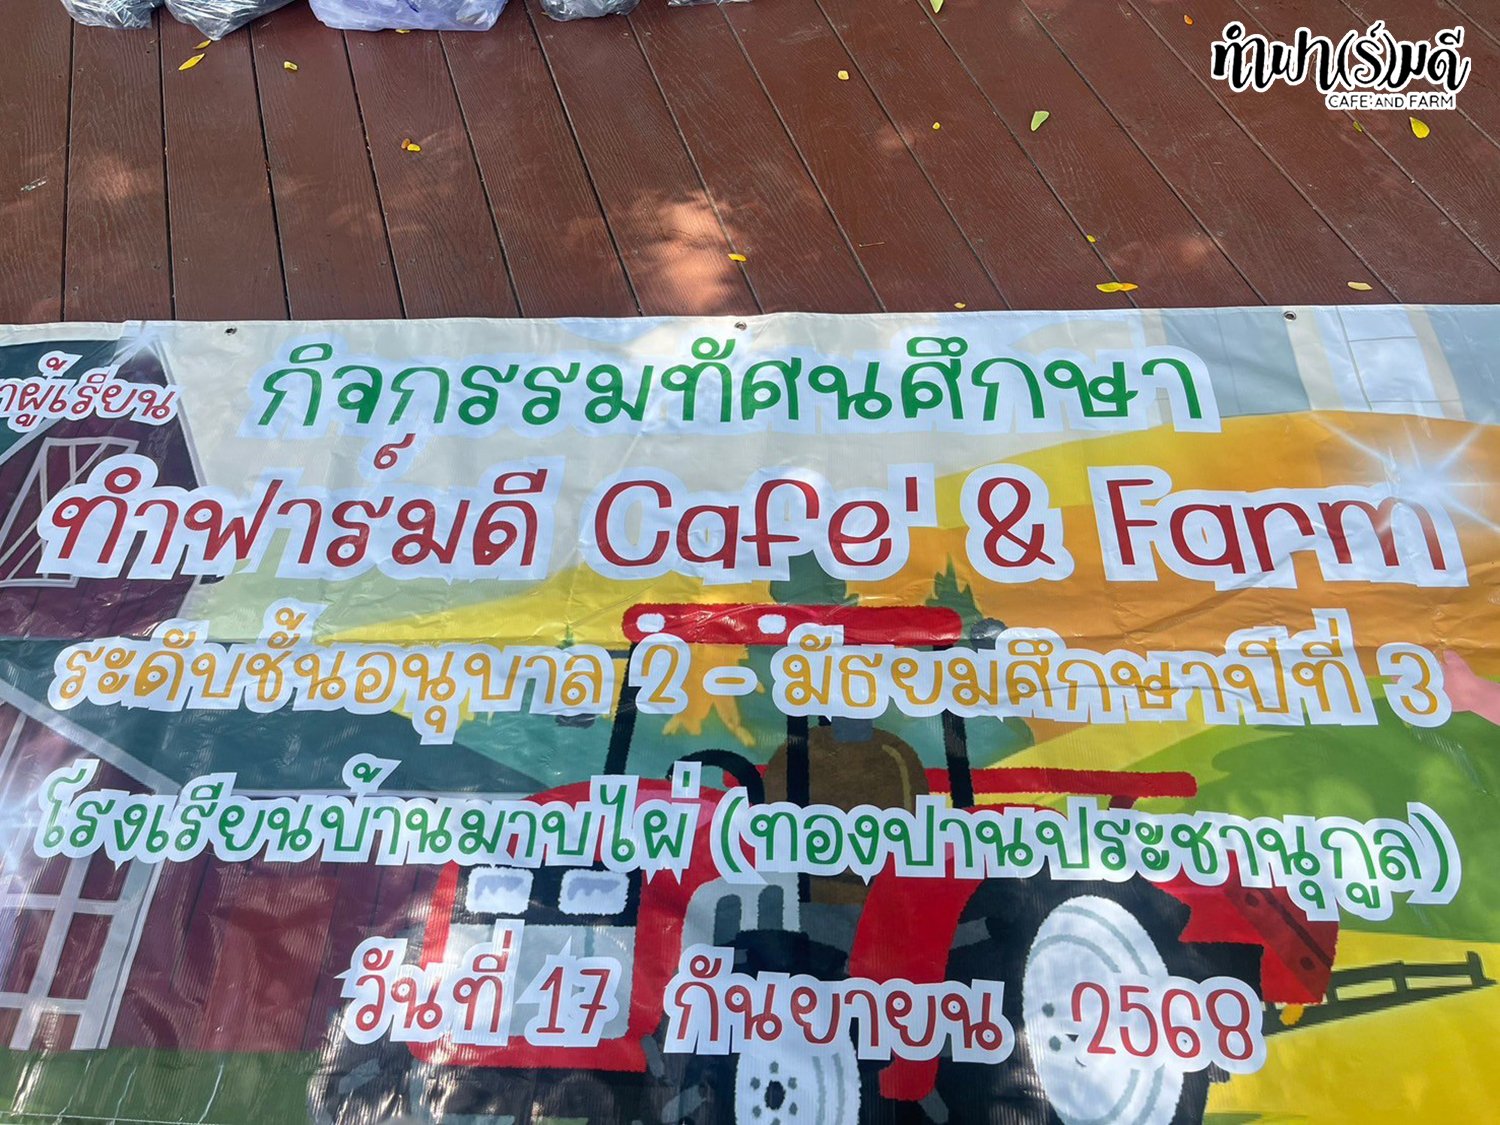 ทำฟา(ร์)มดี
CAFE' AND FARM
าผู้เรียน
กิจกรรมทัศนศึกษา
ทำฟาร์มดี Cafe' & Farm
ระดับชั้นอนุบาล 2 - มัธยมศึกษาปีที่ 3
โรงเรียนบ้านมาบไผ่ (ทองปานประชานุกูล)
วันที่ 17 กันยายน 2568